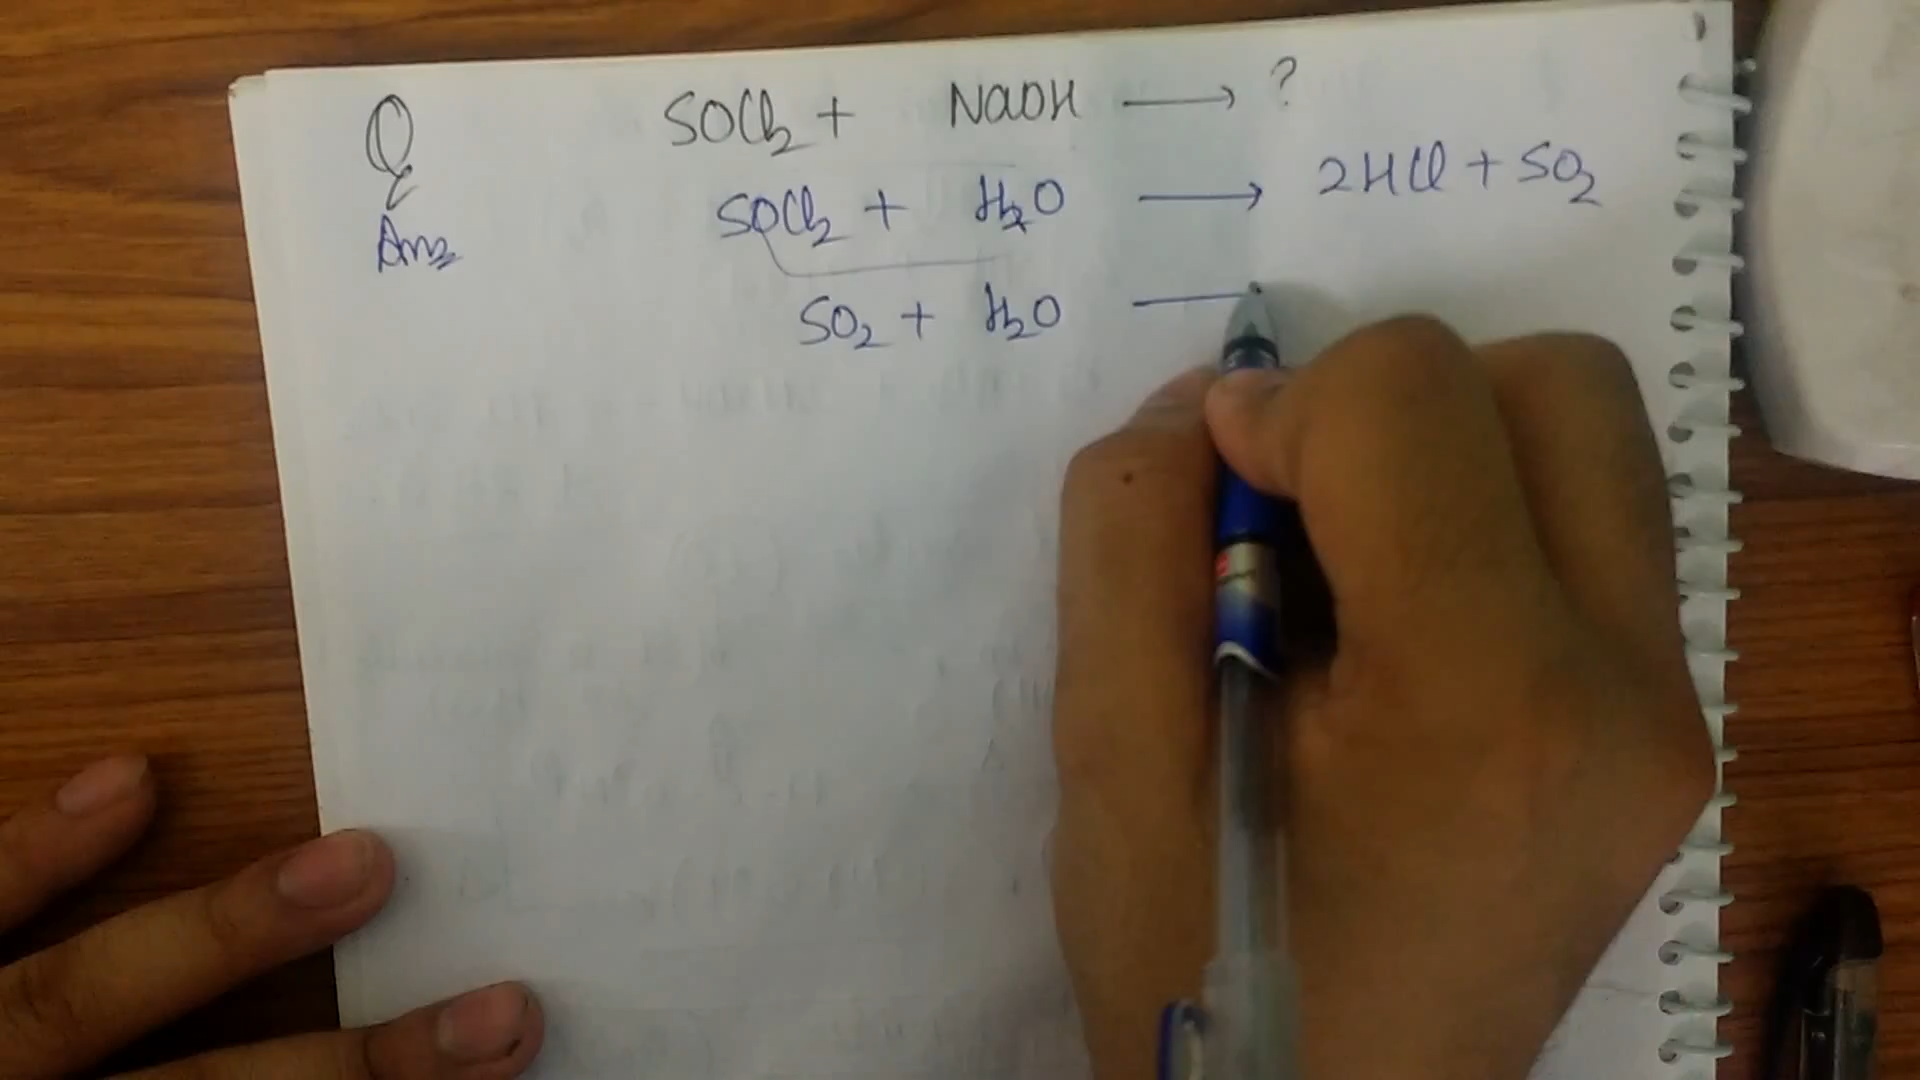 Q SOCl2 + NaOH ⟶ ?
Ans SOCl2 + H2O ⟶ 2HCl + SO2
SO2 + H2O ⟶